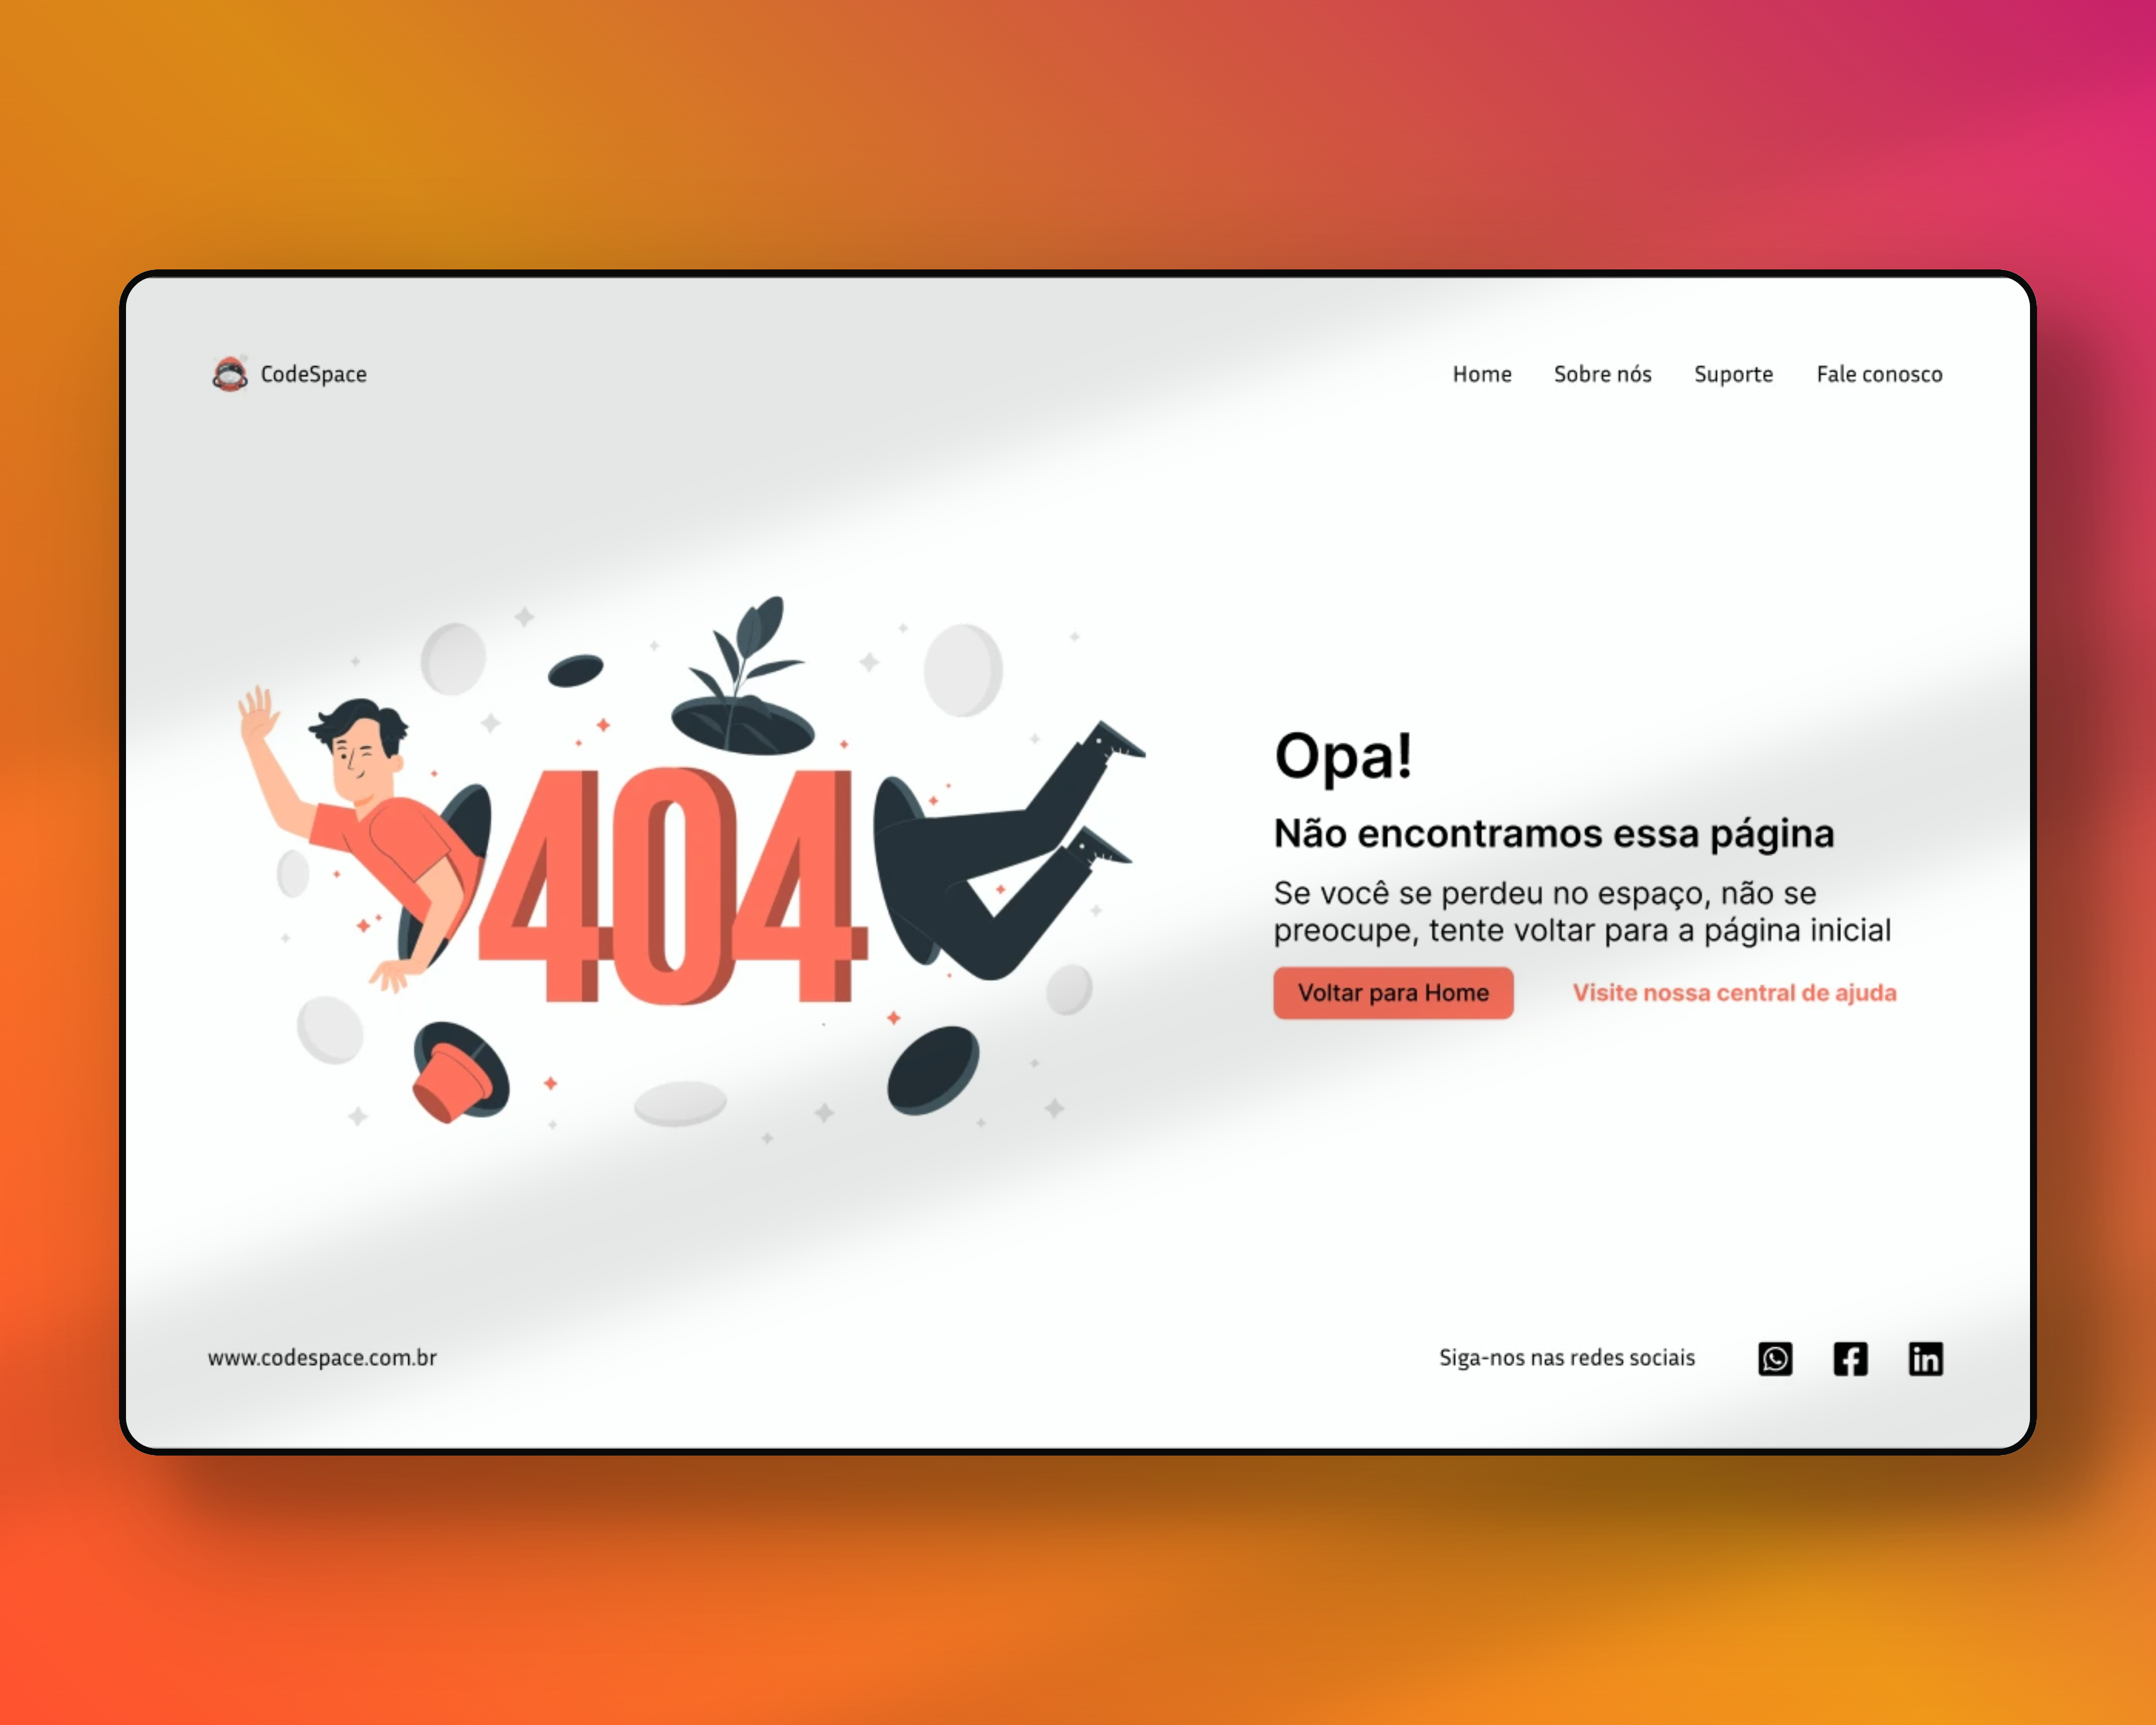 CodeSpace
Home Sobre nós Suporte Fale conosco
404
Opa!
Não encontramos essa página
Se você se perdeu no espaço, não se
preocupe, tente voltar para a página inicial
Voltar para Home Visite nossa central de ajuda
www.codespace.com.br
Siga-nos nas redes sociais
f
in